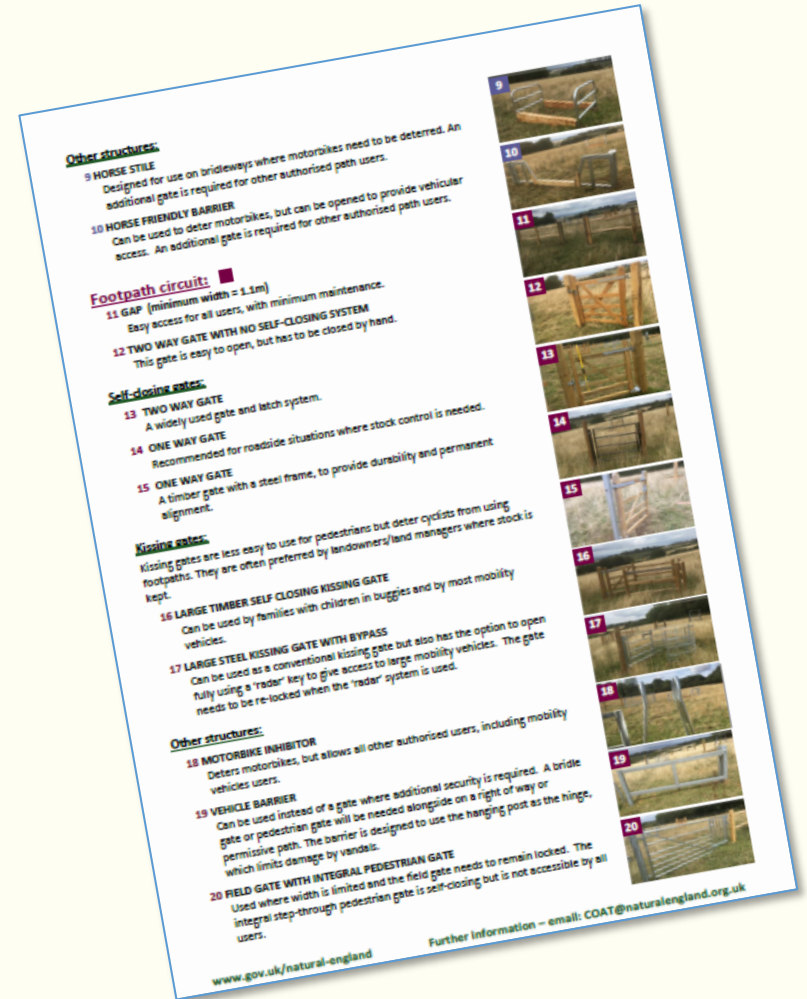 Other structures:
9 HORSE STILE
Designed for use on bridleways where motorbikes need to be deterred. An
additional gate is required for other authorised path users.
10 HORSE FRIENDLY BARRIER
Can be used to deter motorbikes, but can be opened to provide vehicular
access. An additional gate is required for other authorised path users.
Footpath circuit:
11 GAP (minimum width = 1.1m)
Easy access for all users, with minimum maintenance.
12 TWO WAY GATE WITH NO SELF-CLOSING SYSTEM
This gate is easy to open, but has to be closed by hand.
Self-closing gates:
13 TWO WAY GATE
A widely used gate and latch system.
14 ONE WAY GATE
Recommended for roadside situations where stock control is needed.
15 ONE WAY GATE
A timber gate with a steel frame, to provide durability and permanent
alignment.
Kissing gates:
Kissing gates are less easy to use for pedestrians but deter cyclists from using
footpaths. They are often preferred by landowners/land managers where stock is
kept.
16 LARGE TIMBER SELF CLOSING KISSING GATE
Can be used by families with children in buggies and by most mobility
vehicles.
17 LARGE STEEL KISSING GATE WITH BYPASS
Can be used as a conventional kissing gate but also has the option to open
fully using a 'radar' key to give access to large mobility vehicles. The gate
needs to be re-locked when the 'radar' system is used.
Other structures:
18 MOTORBIKE INHIBITOR
Deters motorbikes, but allows all other authorised users, including mobility
vehicles users.
19 VEHICLE BARRIER
Can be used instead of a gate where additional security is required. A bridle
gate or pedestrian gate will be needed alongside on a right of way or
permissive path. The barrier is designed to use the hanging post as the hinge,
which limits damage by vandals.
20 FIELD GATE WITH INTEGRAL PEDESTRIAN GATE
Used where width is limited and the field gate needs to remain locked. The
integral step-through pedestrian gate is self-closing but is not accessible by all
users.
9
10
11
12
13
14
15
16
17
18
19
20
www.gov.uk/natural-england
Further information – email: COAT@naturalengland.org.uk